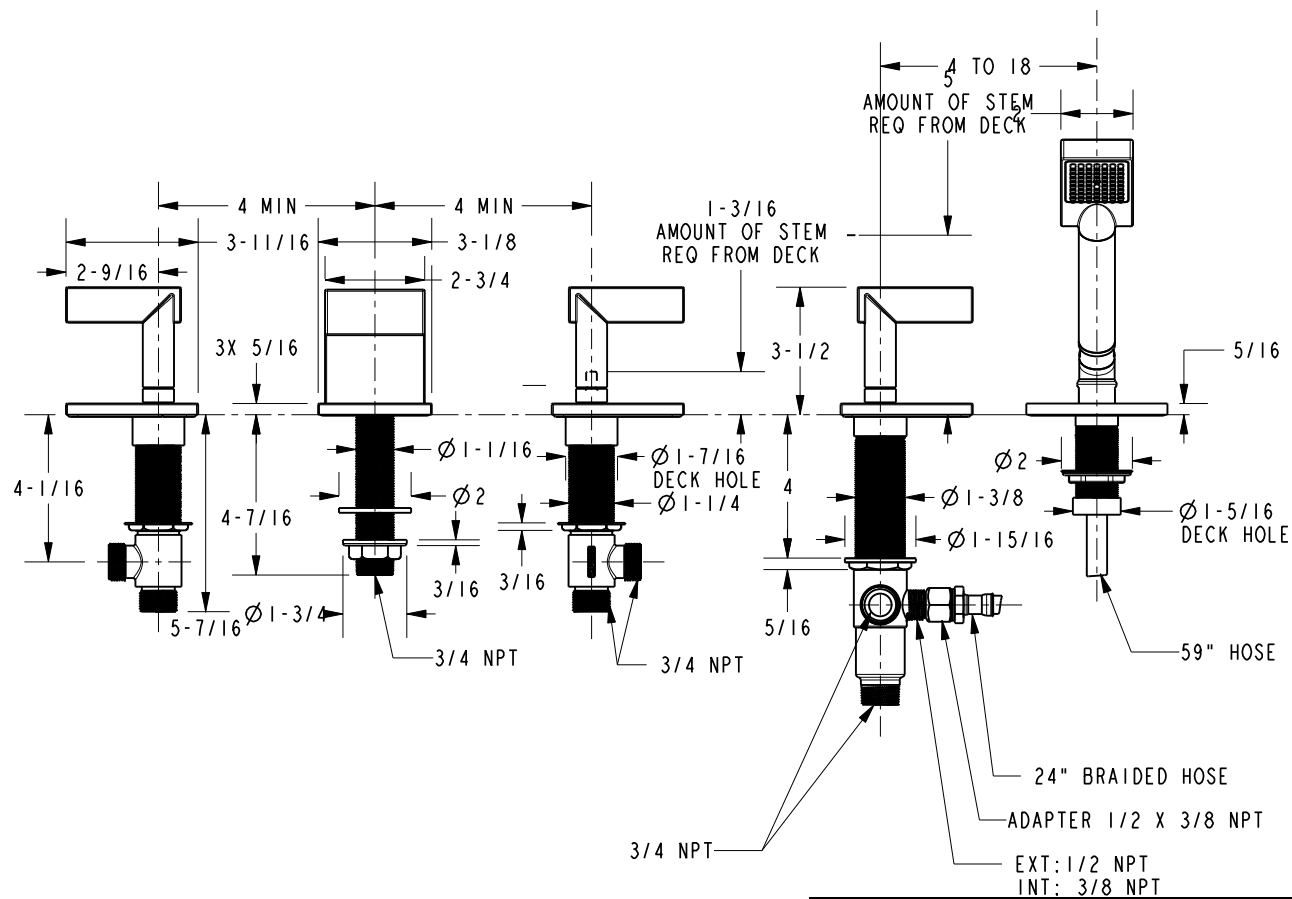 4 TO 18
5
AMOUNT OF STEM
REQ FROM DECK
2
4 MIN
4 MIN
1-3/16
AMOUNT OF STEM
REQ FROM DECK
3-11/16
3-1/8
2-9/16
2-3/4
3X 5/16
3-1/2
5/16
Ø1-1/16
Ø1-7/16
DECK HOLE
Ø2
4-1/16
4
Ø2
Ø1-1/4
Ø1-3/8
Ø1-5/16
DECK HOLE
4-7/16
Ø1-15/16
3/16
3/16
5-7/16
Ø1-3/4
5/16
3/4 NPT
3/4 NPT
59" HOSE
24" BRAIDED HOSE
ADAPTER 1/2 X 3/8 NPT
3/4 NPT
EXT: 1/2 NPT
INT: 3/8 NPT